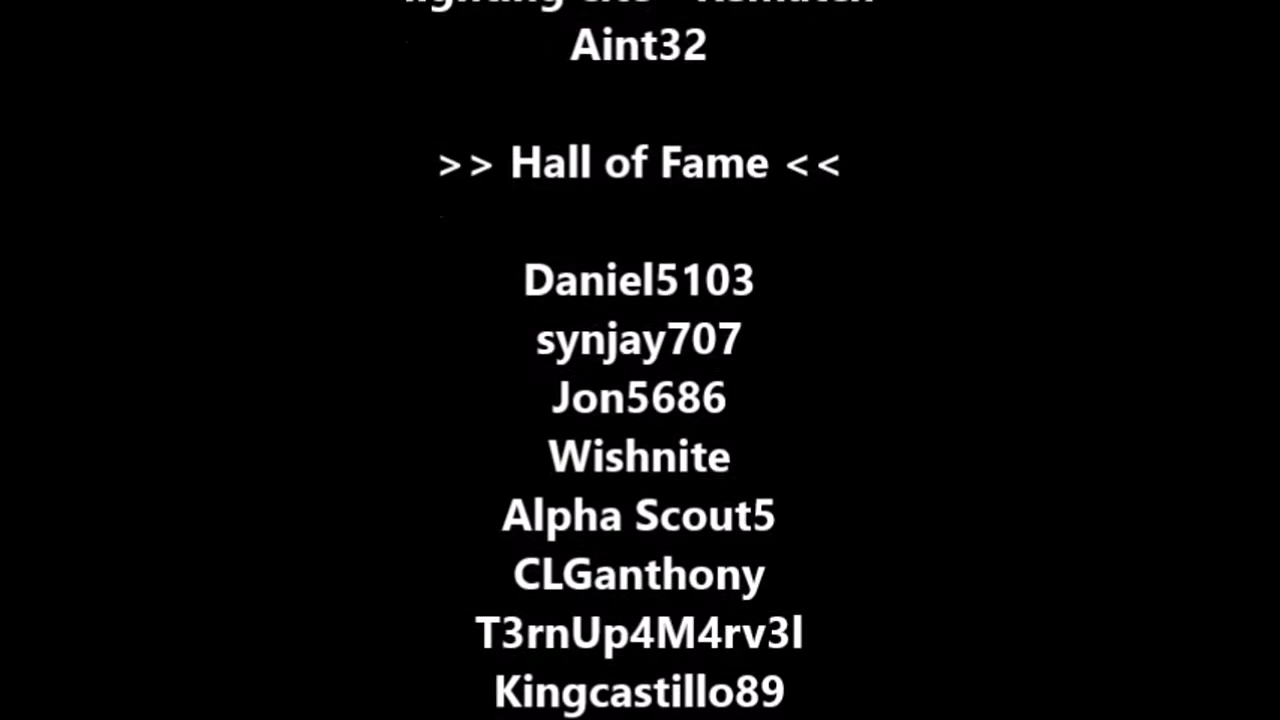 Aint32
>> Hall of Fame <<
Daniel5103
synjay707
Jon5686
Wishnite
Alpha Scout5
CLGanthony
T3rnUp4M4rv3l
Kingcastillo89